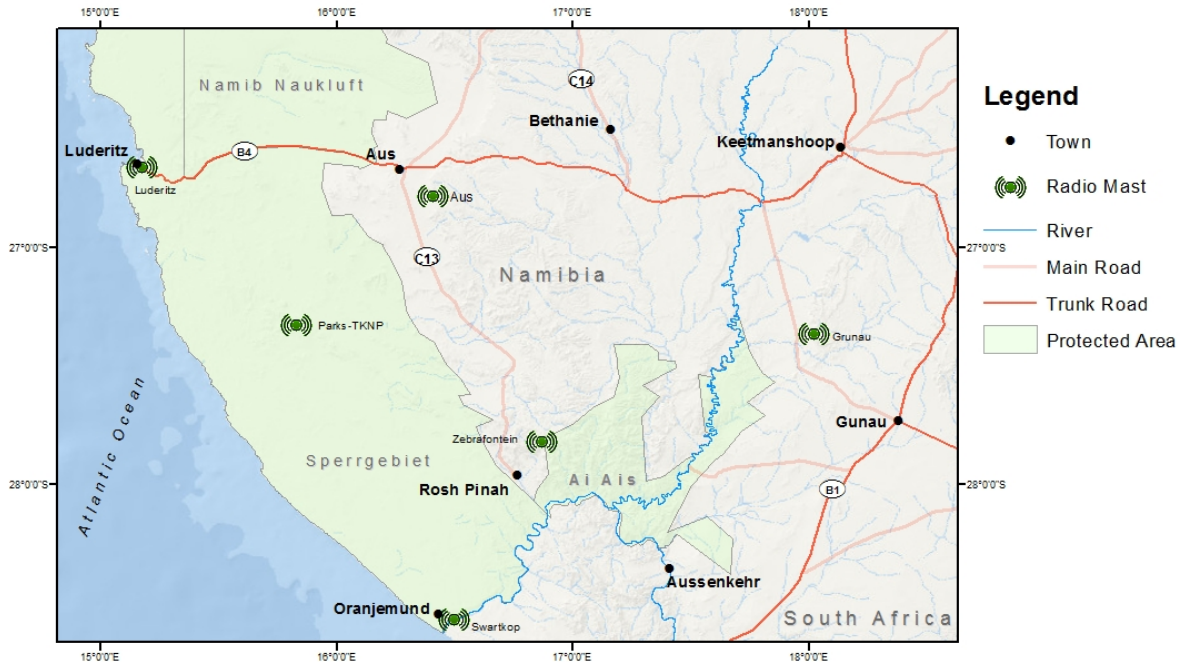 15°0'0"E 16°0'0"E 17°0'0"E 18°0'0"E
Namib Naukluft
C14
Bethanie
Keetmanshoop
Luderitz
B4
Aus
Luderitz
Aus
27°0'0"S
27°0'0"S
C13
Namibia
Parks-TKNP
Grunau
Atlantic Ocean
Zebrafontein
Gunau
Sperrgebiet
Ai Ais
Rosh Pinah
28°0'0"S
28°0'0"S
B1
Aussenkehr
Oranjemund
Swartkop
South Africa
15°0'0"E 16°0'0"E 17°0'0"E 18°0'0"E
Legend
Town
Radio Mast
River
Main Road
Trunk Road
Protected Area